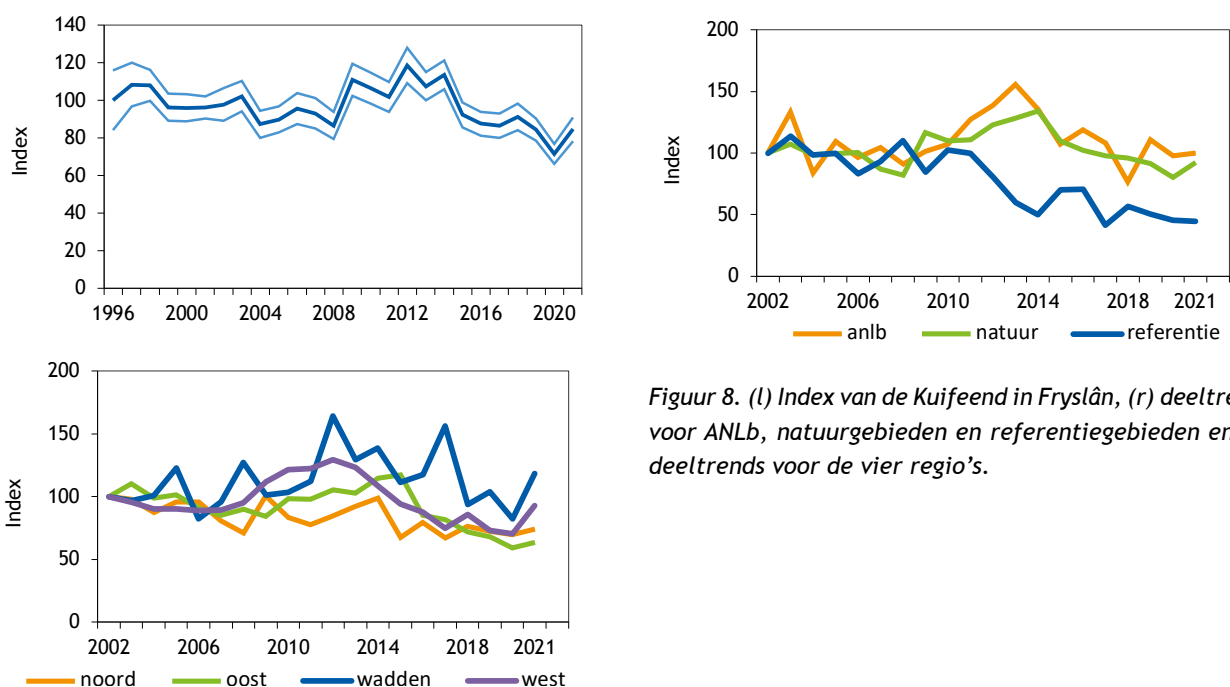 140
120
100
80
60
40
20
0
Index
1996 2000 2004 2008 2012 2016 2020
200
150
100
50
0
Index
2002 2006 2010 2014 2018 2021
anlb natuur referentie
200
150
100
50
0
Index
2002 2006 2010 2014 2018 2021
noord oost wadden west
Figuur 8. (l) Index van de Kuifeend in Fryslân, (r) deeltre
voor ANLb, natuurgebieden en referentiegebieden en
deeltrends voor de vier regio's.